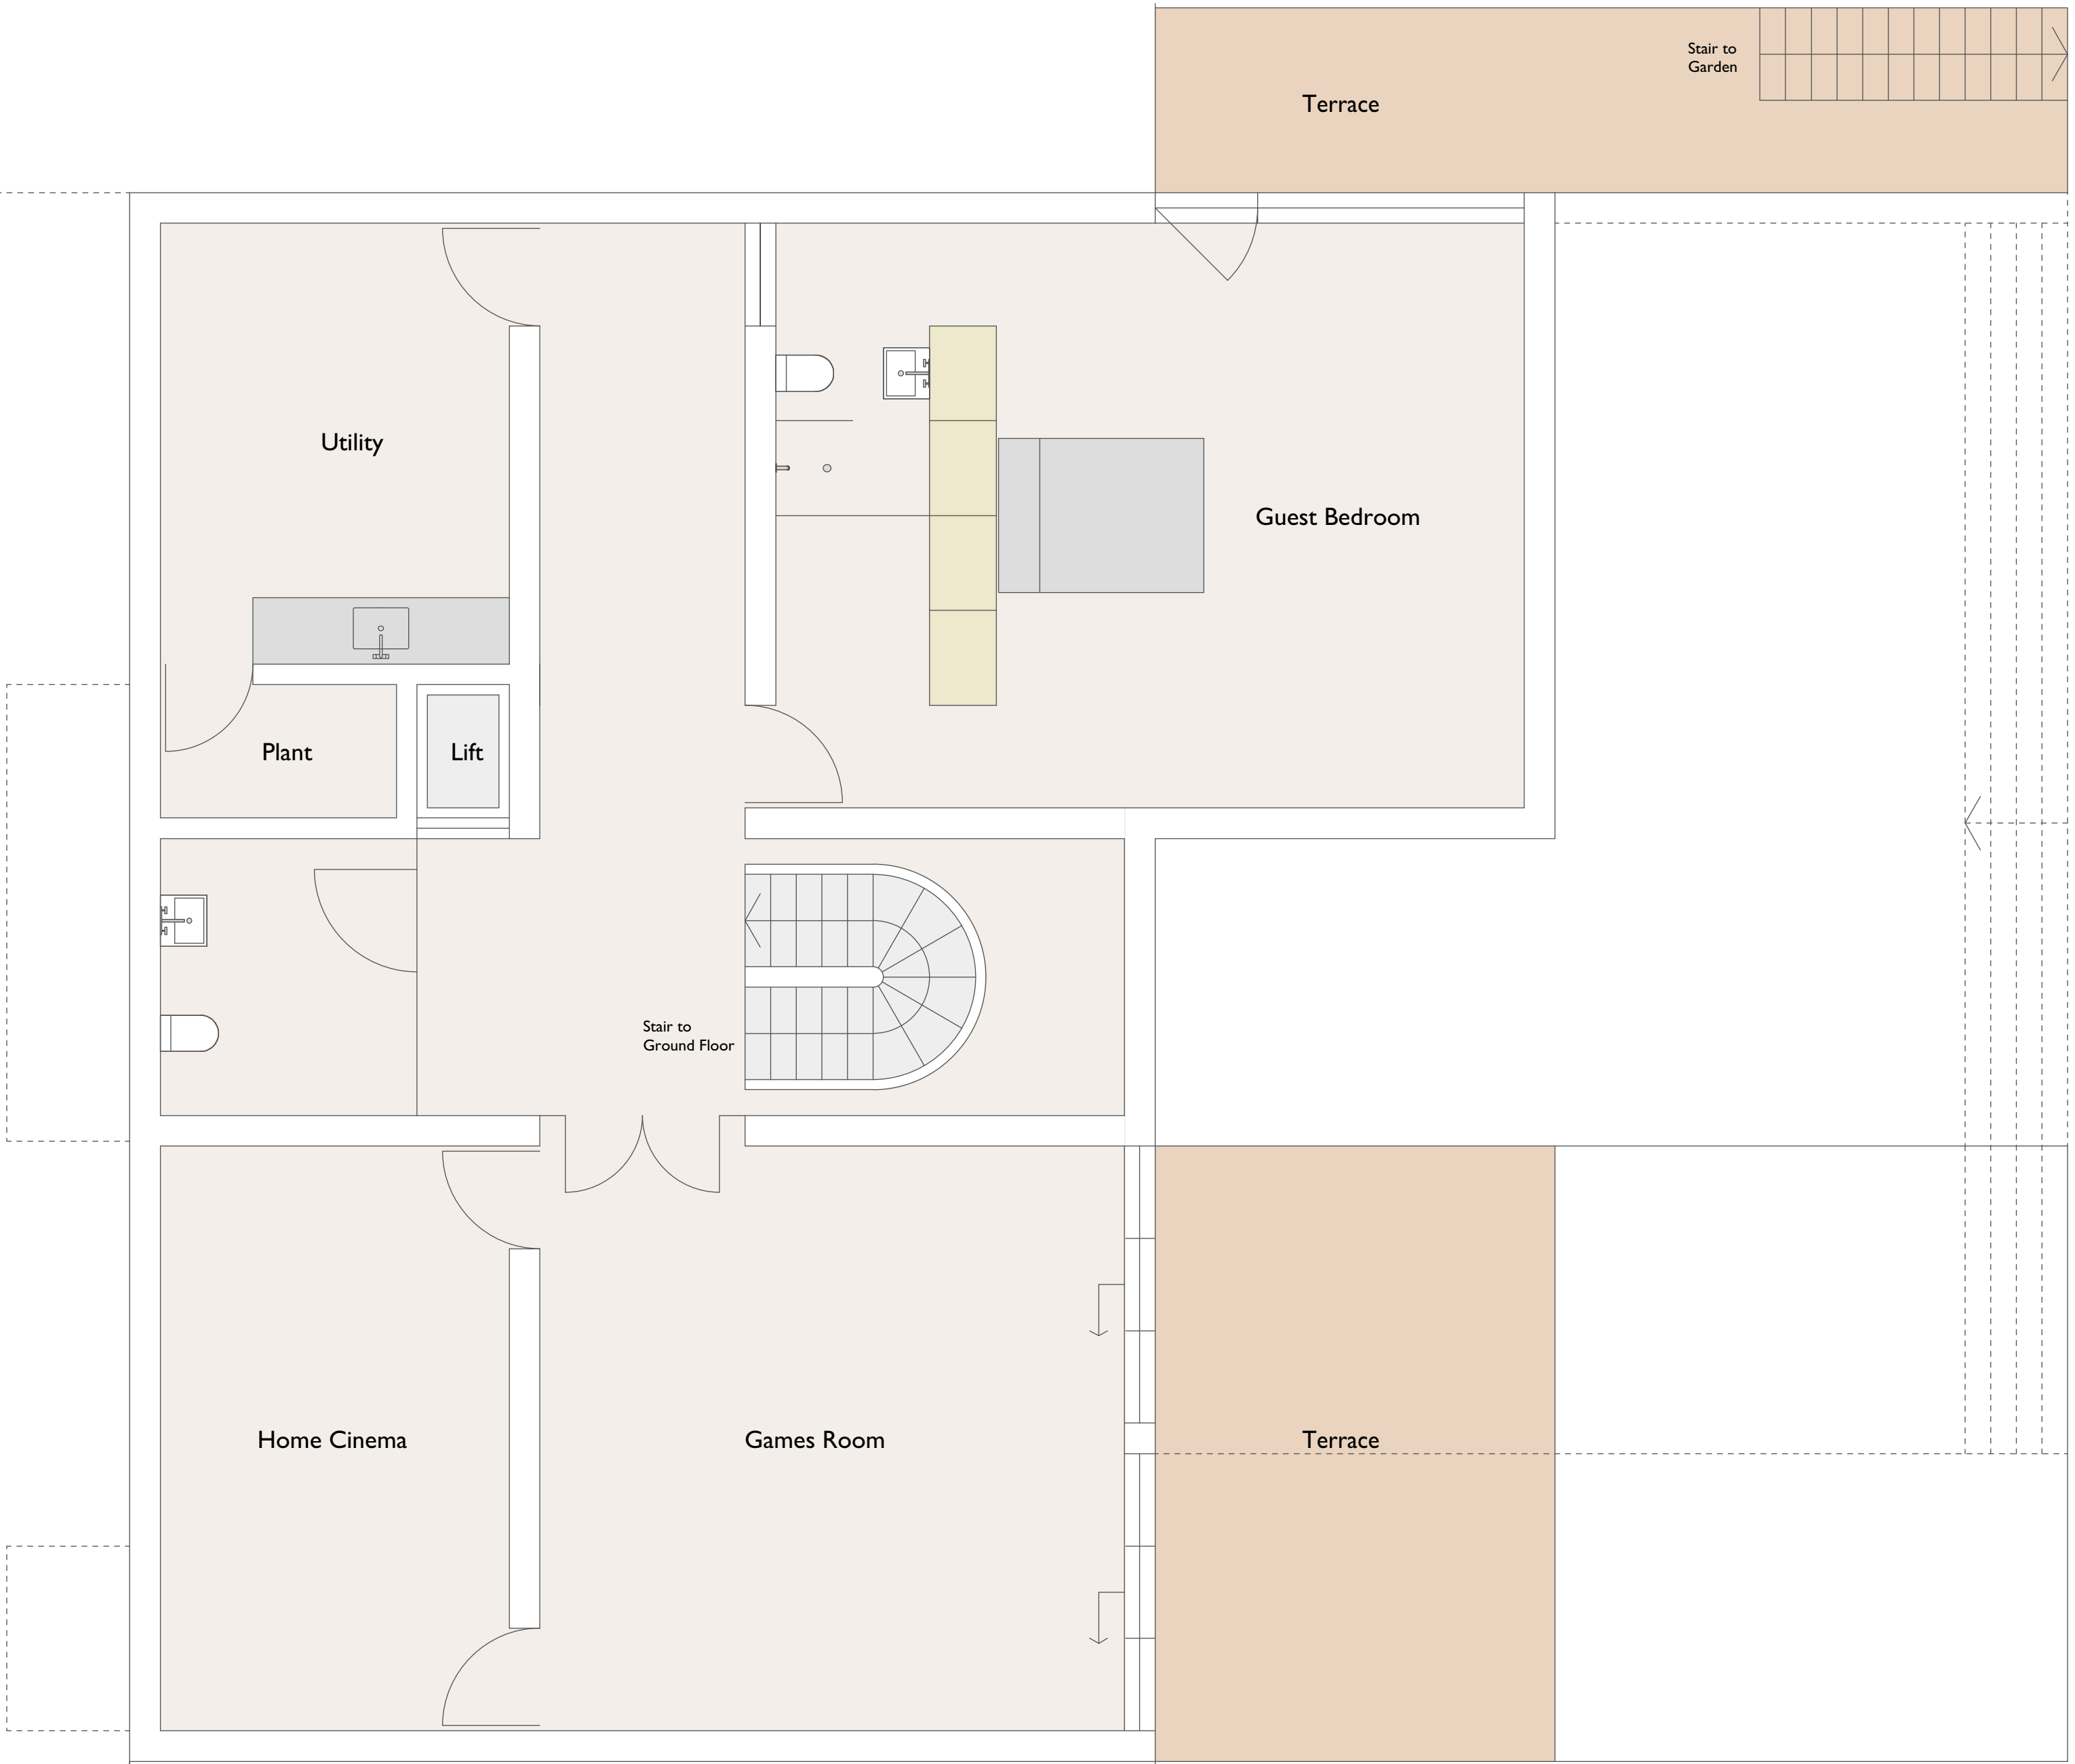 Stair to
Garden
Terrace
Utility
Guest Bedroom
Plant
Lift
Stair to
Ground Floor
Home Cinema
Games Room
Terrace